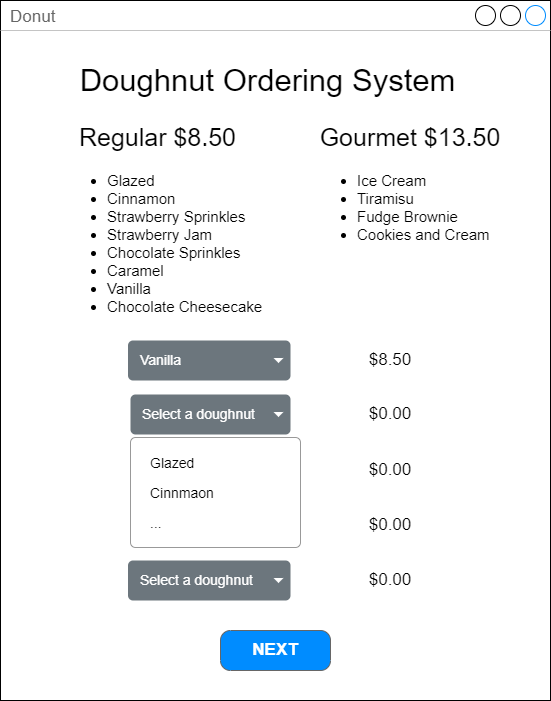 Donut
Doughnut Ordering System
Regular $8.50
Glazed
Cinnamon
Strawberry Sprinkles
Strawberry Jam
Chocolate Sprinkles
Caramel
Vanilla
Chocolate Cheesecake
Gourmet $13.50
Ice Cream
Tiramisu
Fudge Brownie
Cookies and Cream
Vanilla $8.50
Select a doughnut $0.00
Glazed $0.00
Cinnmaon
... $0.00
Select a doughnut $0.00
NEXT